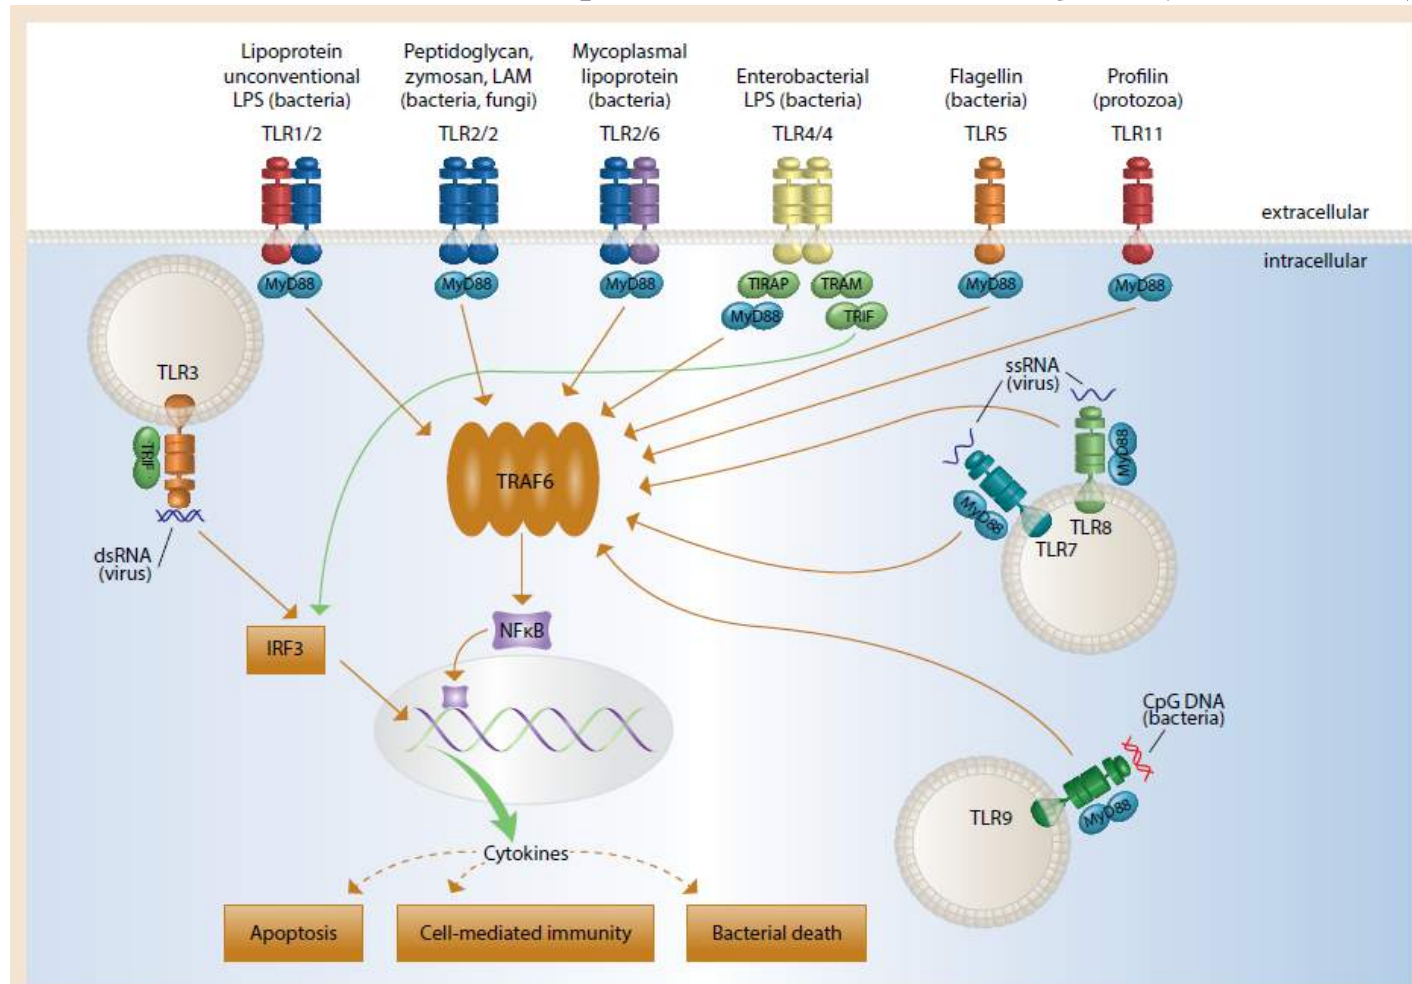 Lipoprotein
unconventional
LPS (bacteria)
TLR1/2
Peptidoglycan,
zymosan, LAM
(bacteria, fungi)
TLR2/2
Mycoplasmal
lipoprotein
(bacteria)
TLR2/6
Enterobacterial
LPS (bacteria)
TLR4/4
Flagellin
(bacteria)
TLR5
Profilin
(protozoa)
TLR11
extracellular
intracellular
MyD88
MyD88
MyD88
TIRAP
MyD88
TRAM
TRIF
MyD88
MyD88
TLR3
TRIF
dsRNA
(virus)
ssRNA
(virus)
MyD88
TLR8
MyD88
TLR7
TRAF6
NFκB
IRF3
CpG DNA
(bacteria)
TLR9
MyD88
Cytokines
Apoptosis
Cell-mediated immunity
Bacterial death